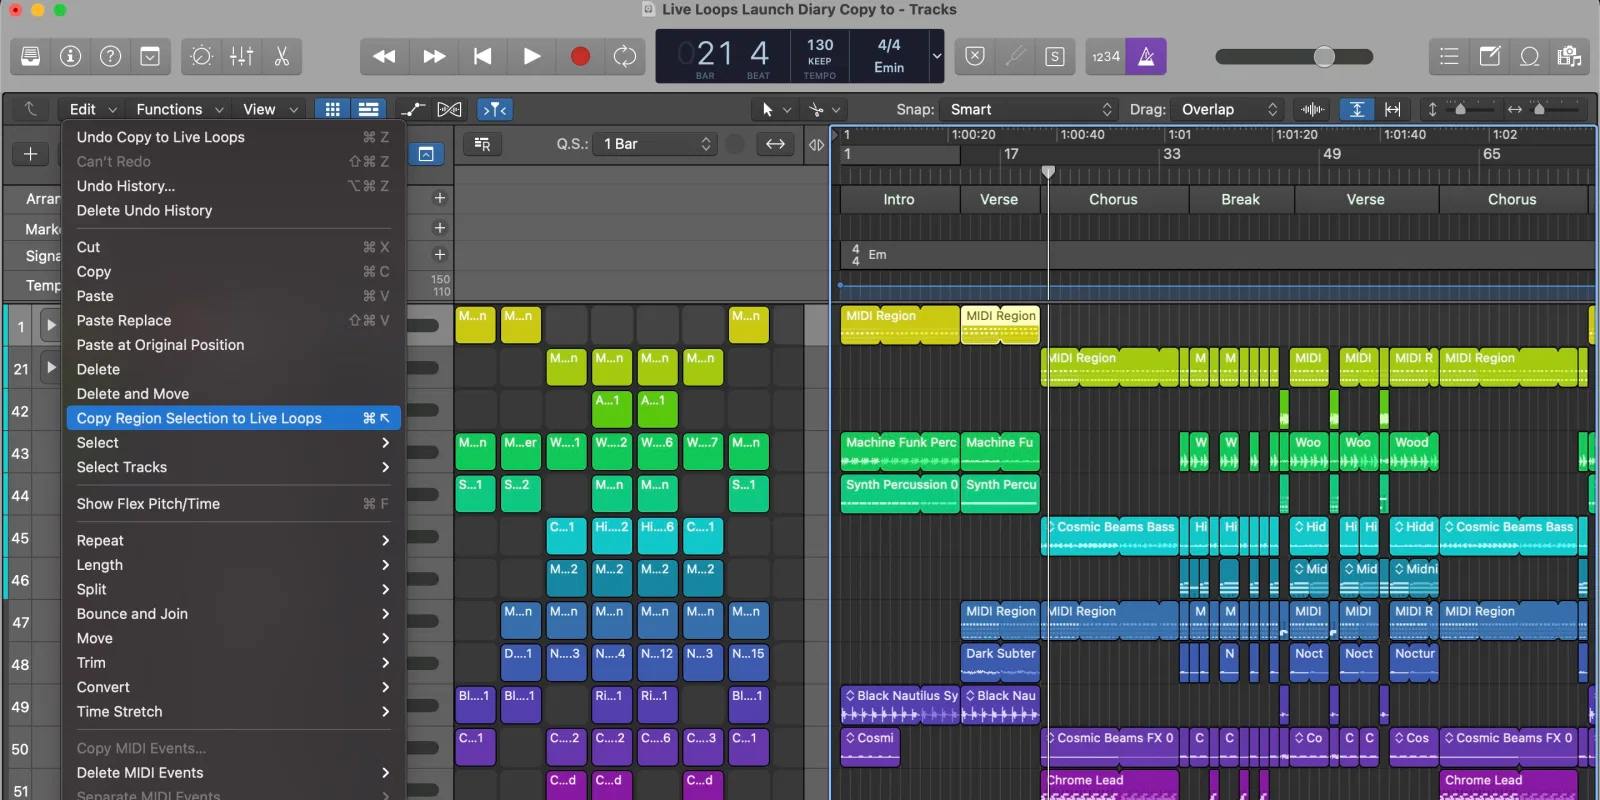 Live Loops Launch Diary Copy to - Tracks
021 4 130 4/4
KEEP Emin
BAR BEAT TEMPO
1234
S
Edit Functions View Snap: Smart Drag: Overlap
Q.S.: 1 Bar
1 1:00:20 1:00:40 1:01 1:01:20 1:01:40 1:02
1 17 33 49 65
Intro Verse Chorus Break Verse Chorus
4
4 Em
150
110
Arran
Marke
Signa
Temp
Undo Copy to Live Loops ⌘ Z
Can't Redo ⇧⌘ Z
Undo History... ⌥⌘ Z
Delete Undo History
Cut ⌘ X
Copy ⌘ C
Paste ⌘ V
Paste Replace ⇧⌘ V
Paste at Original Position
Delete
Delete and Move
Copy Region Selection to Live Loops ⌘ ↖
Select
Select Tracks
Show Flex Pitch/Time ⌘ F
Repeat
Length
Split
Bounce and Join
Move
Trim
Convert
Time Stretch
Copy MIDI Events...
Delete MIDI Events
Separate MIDI Events
1 M...n M...n M...n MIDI Region MIDI Region
21 M...n M...n M...n M...n MIDI Region M M MIDI MIDI MIDI R MIDI Region
42 A...1 A...1
43 M...n M...er W....1 W....2 W....6 W....7 M...n Machine Funk Perc Machine Fu W W Woo Woo Wood
44 S...1 S...2 M...n M...n S...1 Synth Percussion 0 Synth Percu
45 C....1 Hi....2 Hi....6 C....1 Cosmic Beams Bass Hi Hi Hid Hi Hi Hidd Cosmic Beams Bass
46 M...2 M...2 M...2 M...2 Mid Mid Midni
47 M...n M...n M...n M...n M...n M...n MIDI Region MIDI Region M M MIDI MIDI MIDI R MIDI Region
48 D....1 N....3 N....4 N...12 N...3 N...15 Dark Subter N Noct Noct Noctur
49 Bl....1 Bl....1 Ri...1 Ri...1 Bl....1 Black Nautilus Sy Black Nau
50 C...1 C....2 C....2 C....6 C....3 C...1 Cosmi Cosmic Beams FX 0 C C Co C C Cos Cosmic Beams FX 0
51 C...d C...d C...d Chrome Lead Chrome Lead